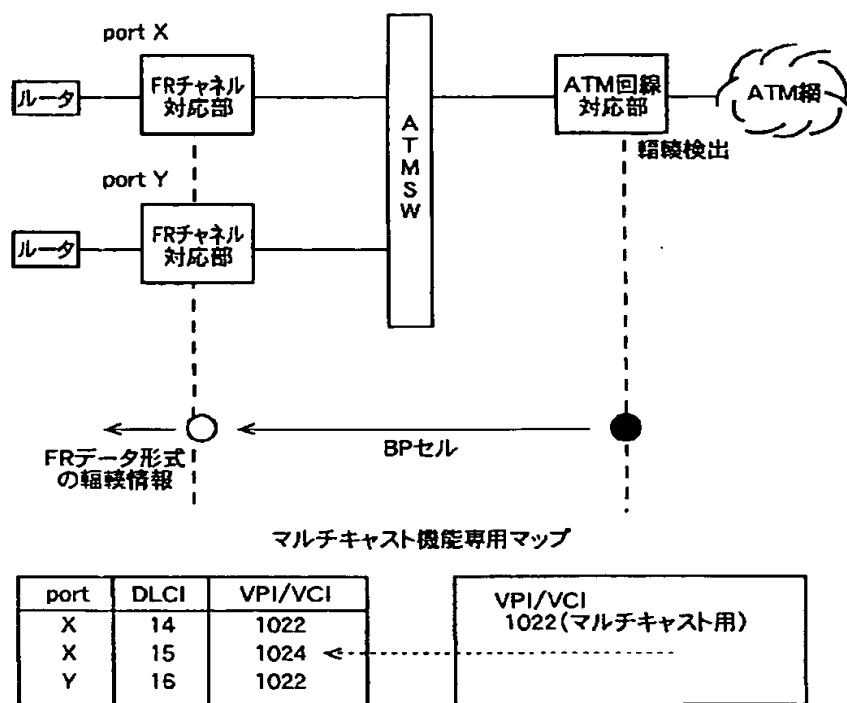 port X
ルータ
FRチャネル
対応部
ATMSW
ATM回線
対応部
ATM網
輻輳検出
port Y
ルータ
FRチャネル
対応部
BPセル
FRデータ形式
の輻輳情報
マルチキャスト機能専用マップ
port DLCI VPI/VCI
X 14 1022
X 15 1024
Y 16 1022
VPI/VCI
1022(マルチキャスト用)